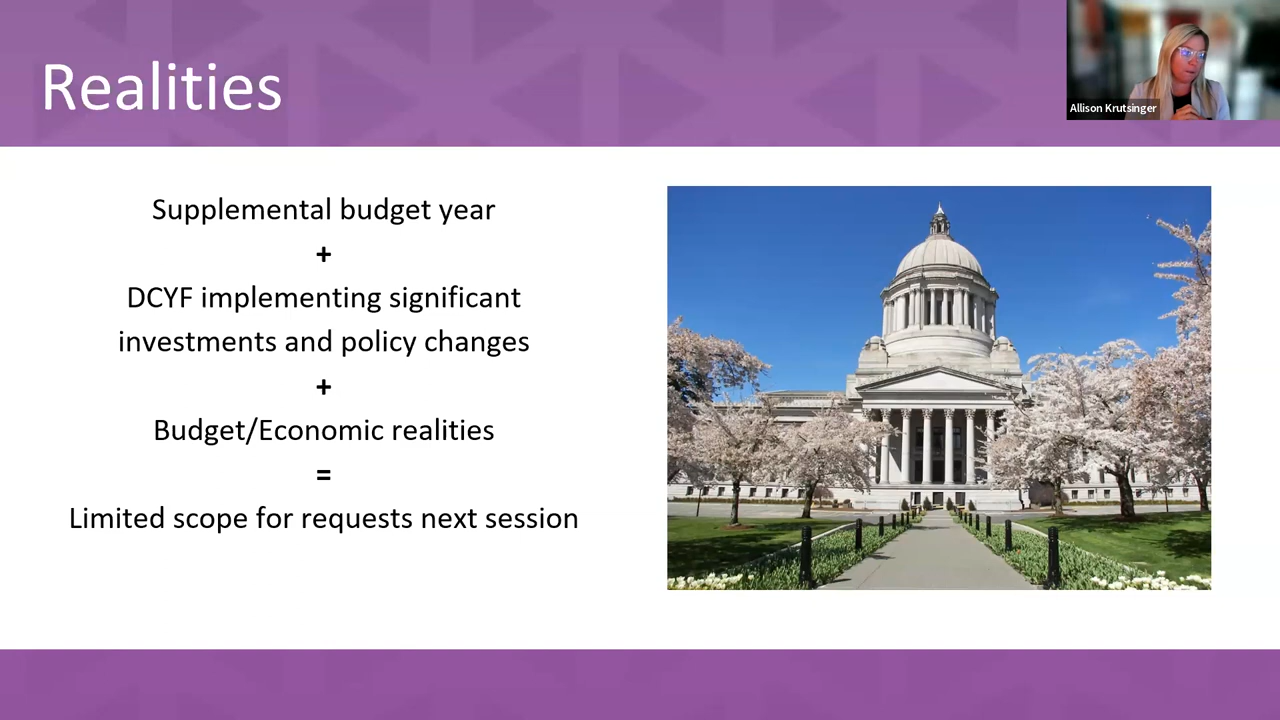 Realities
Allison Krutsinger
Supplemental budget year
+
DCYF implementing significant
investments and policy changes
+
Budget/Economic realities
=
Limited scope for requests next session